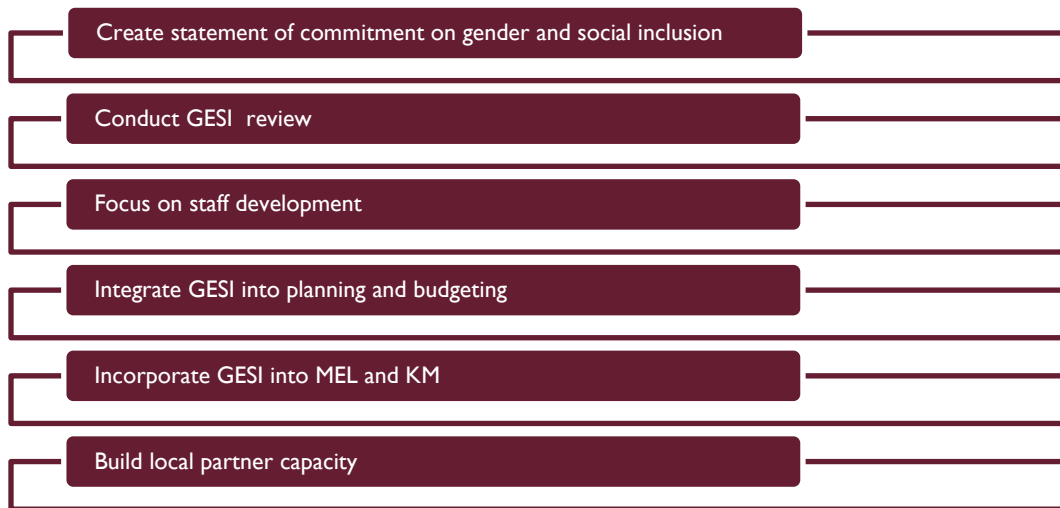 Create statement of commitment on gender and social inclusion
Conduct GESI  review
Focus on staff development
Integrate GESI into planning and budgeting
Incorporate GESI into MEL and KM
Build local partner capacity